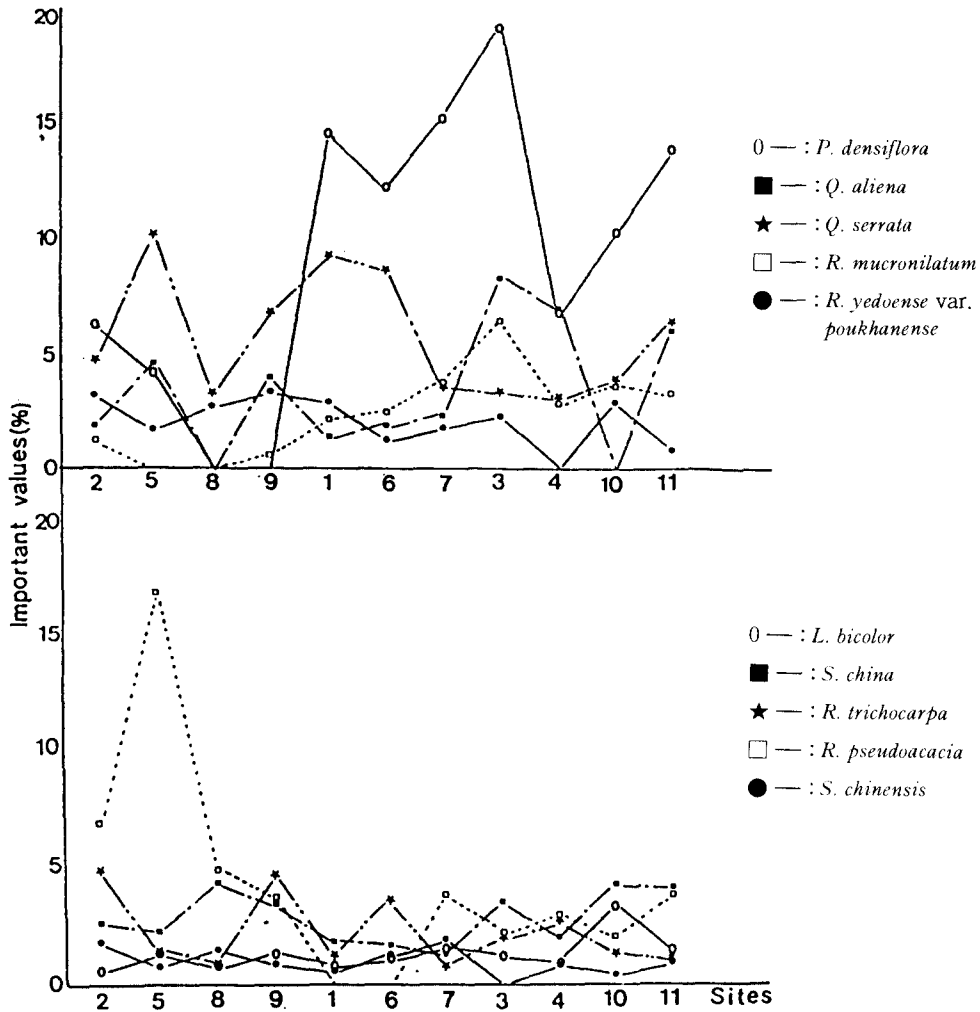 20
15
10
5
0
2 5 8 9 1 6 7 3 4 10 11
O — : P. densiflora
■ — : Q. aliena
★ — : Q. serrata
□ — : R. mucronilatum
● — : R. yedoense var.
poukhanense
Important values(%)
20
15
10
5
0
2 5 8 9 1 6 7 3 4 10 11 Sites
O — : L. bicolor
■ — : S. china
★ — : R. trichocarpa
□ — : R. pseudoacacia
● — : S. chinensis